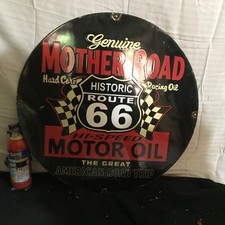 Genuine
MOTHER ROAD
Hard Core Racing Oil
HISTORIC
ROUTE
66
HI-SPEED
MOTOR OIL
THE GREAT
AMERICAN ROAD TRIP